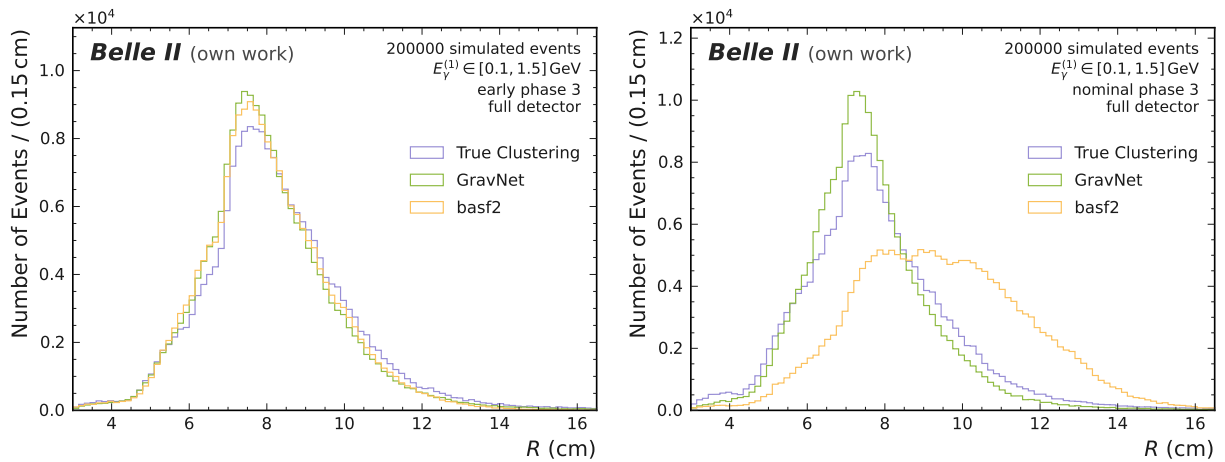 ×10⁴
Belle II (own work)
200000 simulated events
E_γ^(1) ∈ [0.1, 1.5] GeV
early phase 3
full detector
True Clustering
GravNet
basf2
Number of Events / (0.15 cm)
1.0
0.8
0.6
0.4
0.2
0.0
4 6 8 10 12 14 16
R (cm)
×10⁴
Belle II (own work)
200000 simulated events
E_γ^(1) ∈ [0.1, 1.5] GeV
nominal phase 3
full detector
True Clustering
GravNet
basf2
Number of Events / (0.15 cm)
1.2
1.0
0.8
0.6
0.4
0.2
0.0
4 6 8 10 12 14 16
R (cm)